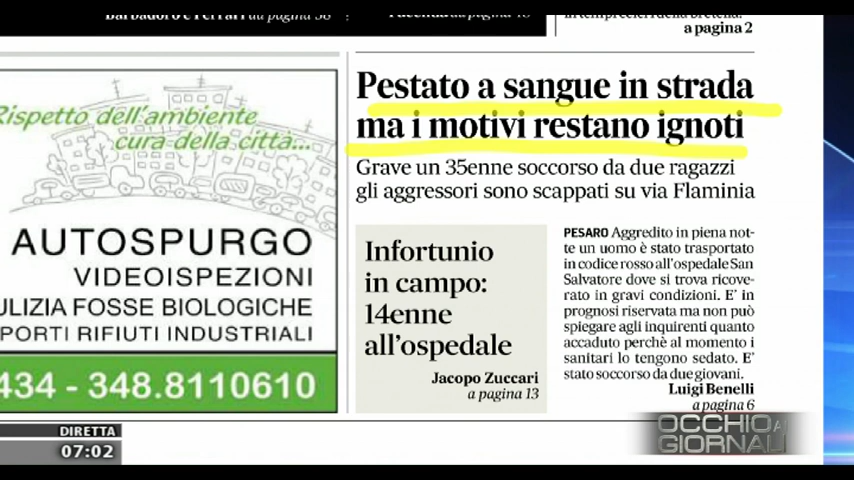 a pagina 38
a pagina 2
Rispetto dell'ambiente
cura della città...
AUTOSPURGO
VIDEOISPEZIONI
ULIZIA FOSSE BIOLOGICHE
PORTI RIFIUTI INDUSTRIALI
434 - 348.8110610
Pestato a sangue in strada
ma i motivi restano ignoti
Grave un 35enne soccorso da due ragazzi
gli aggressori sono scappati su via Flaminia
Infortunio
in campo:
14enne
all'ospedale
Jacopo Zuccari
a pagina 13
PESARO Aggredito in piena not-
te un uomo è stato trasportato
in codice rosso all'ospedale San
Salvatore dove si trova ricove-
rato in gravi condizioni. E' in
prognosi riservata ma non può
spiegare agli inquirenti quanto
accaduto perchè al momento i
sanitari lo tengono sedato. E'
stato soccorso da due giovani.
Luigi Benelli
a pagina 6
DIRETTA
07:02
OCCHIO AI
GIORNALI